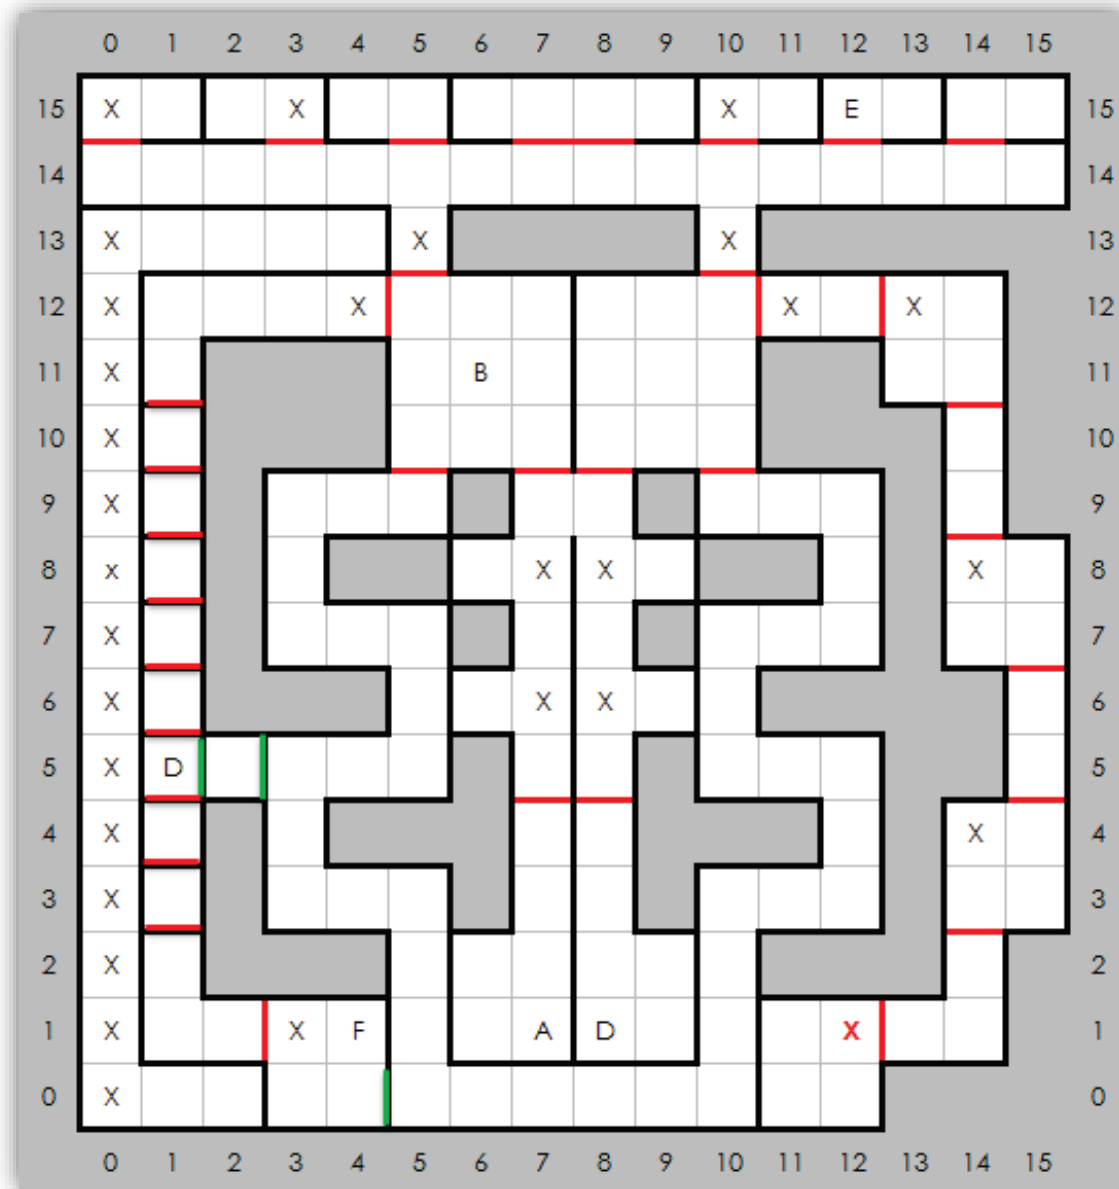 0 1 2 3 4 5 6 7 8 9 10 11 12 13 14 15
15 X X X E 15
14 14
13 X X X 13
12 X X X X 12
11 X B 11
10 X 10
9 X 9
8 x X X X 8
7 X 7
6 X X X 6
5 X D 5
4 X X 4
3 X 3
2 X 2
1 X X F A D X 1
0 X 0
0 1 2 3 4 5 6 7 8 9 10 11 12 13 14 15